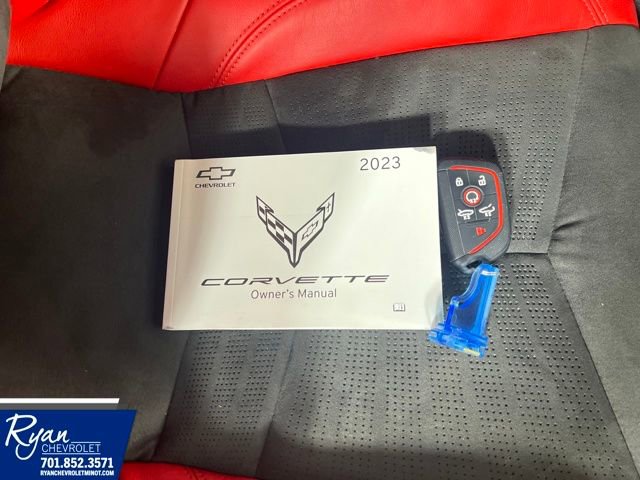 CHEVROLET
2023
CORVETTE
Owner's Manual
Ryan
CHEVROLET
701.852.3571
RYANCHEVROLETMINOT.COM